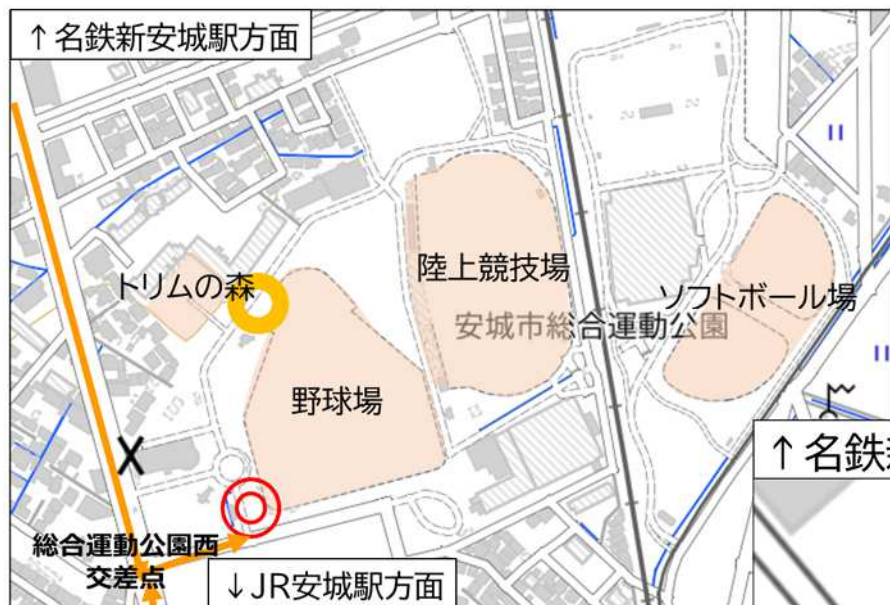 ↑名鉄新安城駅方面
トリムの森
陸上競技場
ソフトボール場
安城市総合運動公園
野球場
↑名鉄
総合運動公園西
交差点
↓JR安城駅方面